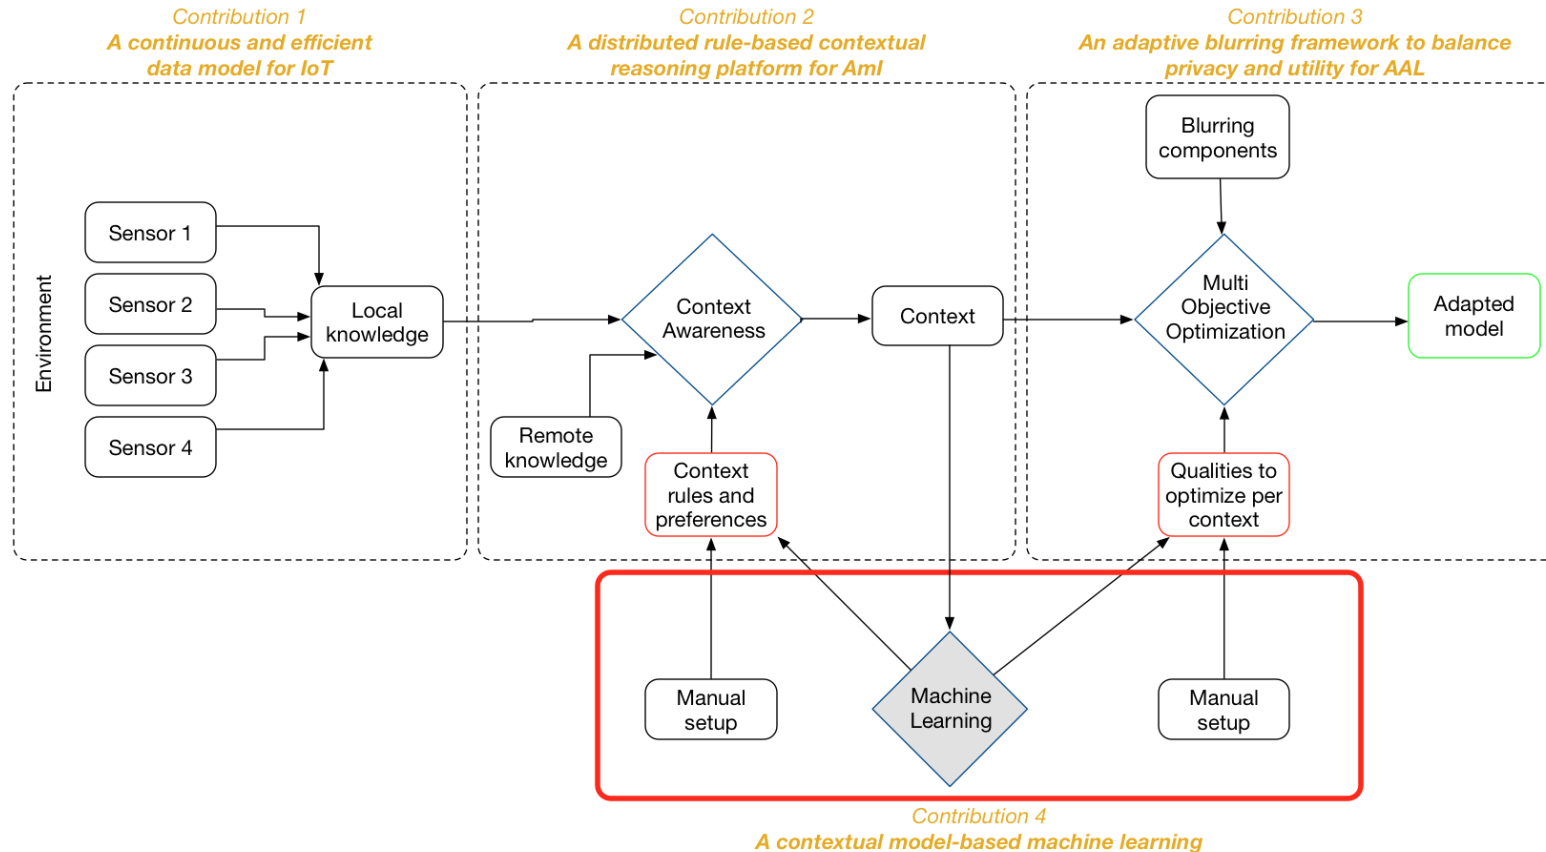 Contribution 1
A continuous and efficient
data model for IoT
Contribution 2
A distributed rule-based contextual
reasoning platform for AmI
Contribution 3
An adaptive blurring framework to balance
privacy and utility for AAL
Environment
Sensor 1
Sensor 2
Sensor 3
Sensor 4
Local
knowledge
Context
Awareness
Remote
knowledge
Context
rules and
preferences
Context
Blurring
components
Multi
Objective
Optimization
Adapted
model
Qualities to
optimize per
context
Manual
setup
Machine
Learning
Manual
setup
Contribution 4
A contextual model-based machine learning